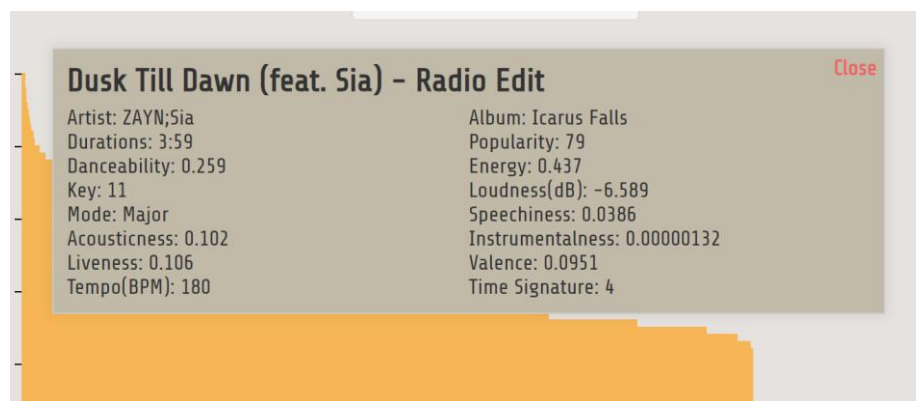 Dusk Till Dawn (feat. Sia) – Radio Edit
Close
Artist: ZAYN;Sia
Album: Icarus Falls
Durations: 3:59
Popularity: 79
Danceability: 0.259
Energy: 0.437
Key: 11
Loudness(dB): -6.589
Mode: Major
Speechiness: 0.0386
Acousticness: 0.102
Instrumentalness: 0.00000132
Liveness: 0.106
Valence: 0.0951
Tempo(BPM): 180
Time Signature: 4